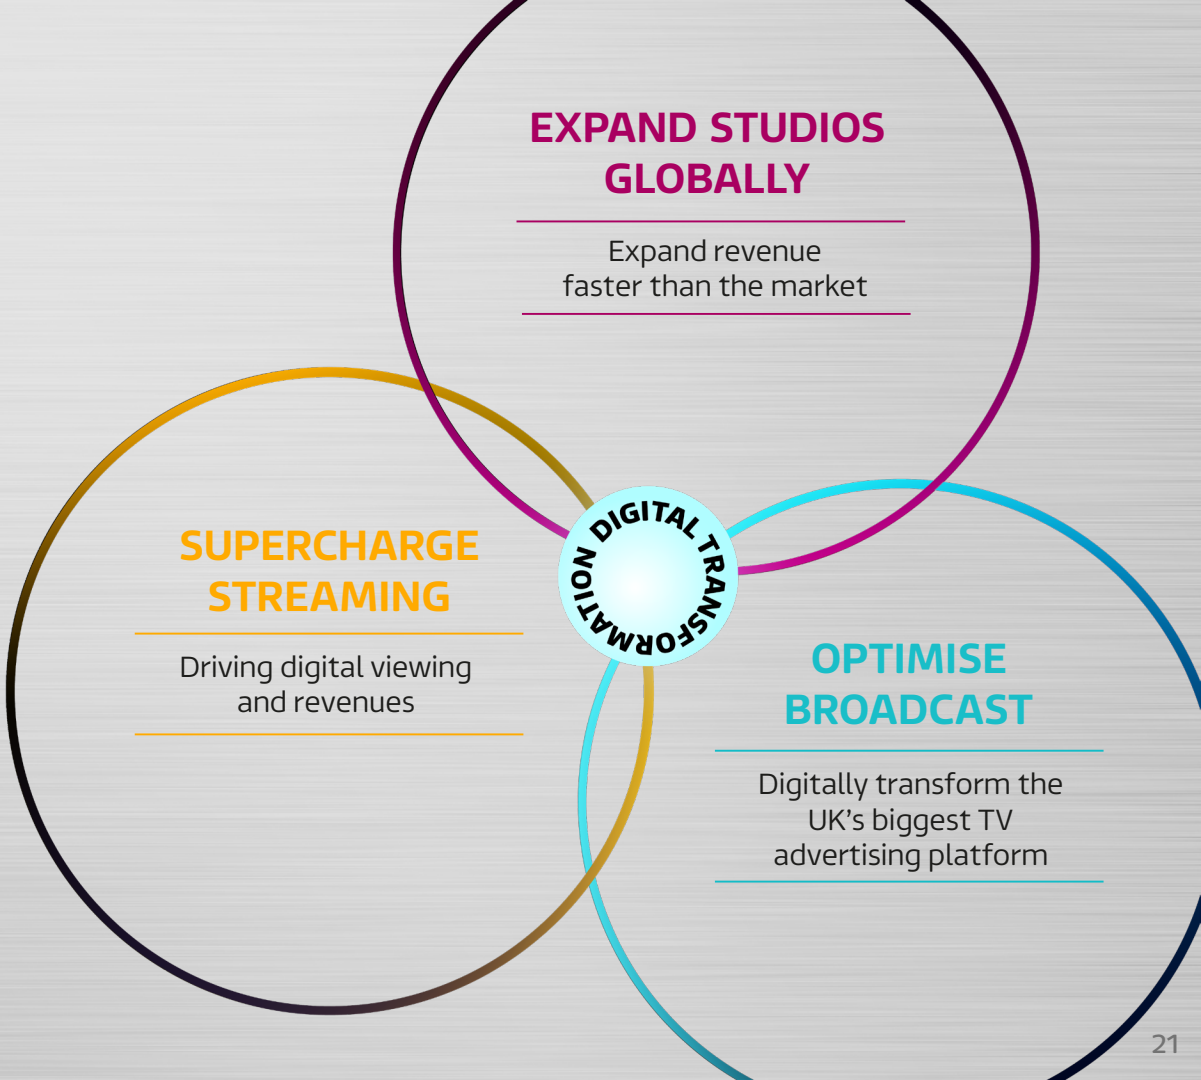 EXPAND STUDIOS
GLOBALLY
Expand revenue
faster than the market
DIGITAL TRANSFORMATION
SUPERCHARGE
STREAMING
Driving digital viewing
and revenues
OPTIMISE
BROADCAST
Digitally transform the
UK’s biggest TV
advertising platform
21